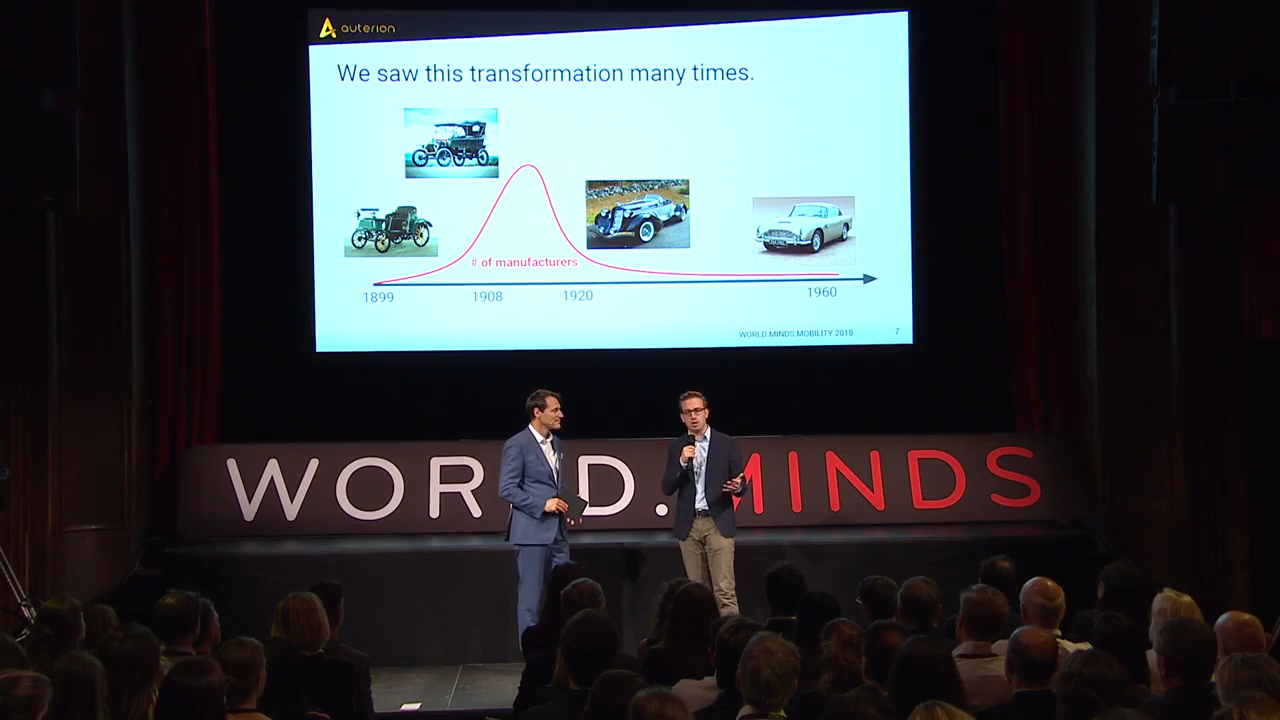 auterion
We saw this transformation many times.
# of manufacturers
1899 1908 1920 1960
WORLD.MINDS.MOBILITY 2018 7
WORLD.MINDS